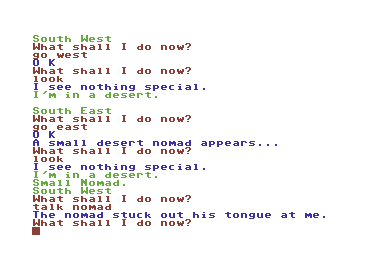 South West
What shall I do now?
go west
O K
What shall I do now?
look
I see nothing special.
I'm in a desert.
South East
What shall I do now?
go east
O K
A small desert nomad appears...
What shall I do now?
look
I see nothing special.
I'm in a desert.
Small Nomad.
South West
What shall I do now?
talk nomad
The nomad stuck out his tongue at me.
What shall I do now?